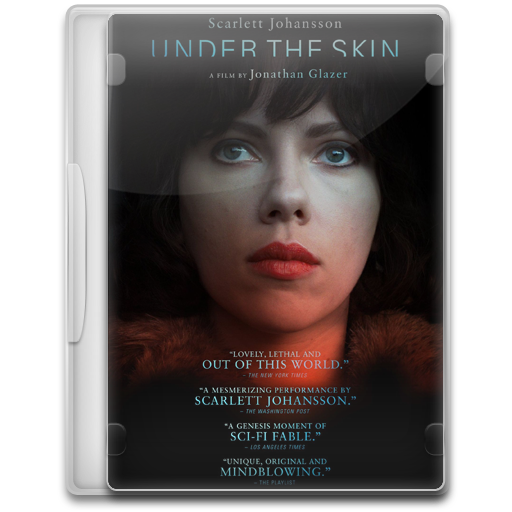 Scarlett Johansson
UNDER THE SKIN
A FILM BY Jonathan Glazer
“LOVELY, LETHAL AND
OUT OF THIS WORLD.”
– THE NEW YORK TIMES
“A MESMERIZING PERFORMANCE BY
SCARLETT JOHANSSON.”
– THE WASHINGTON POST
“A GENESIS MOMENT OF
SCI-FI FABLE.”
– LOS ANGELES TIMES
“UNIQUE, ORIGINAL AND
MINDBLOWING.”
– THE PLAYLIST